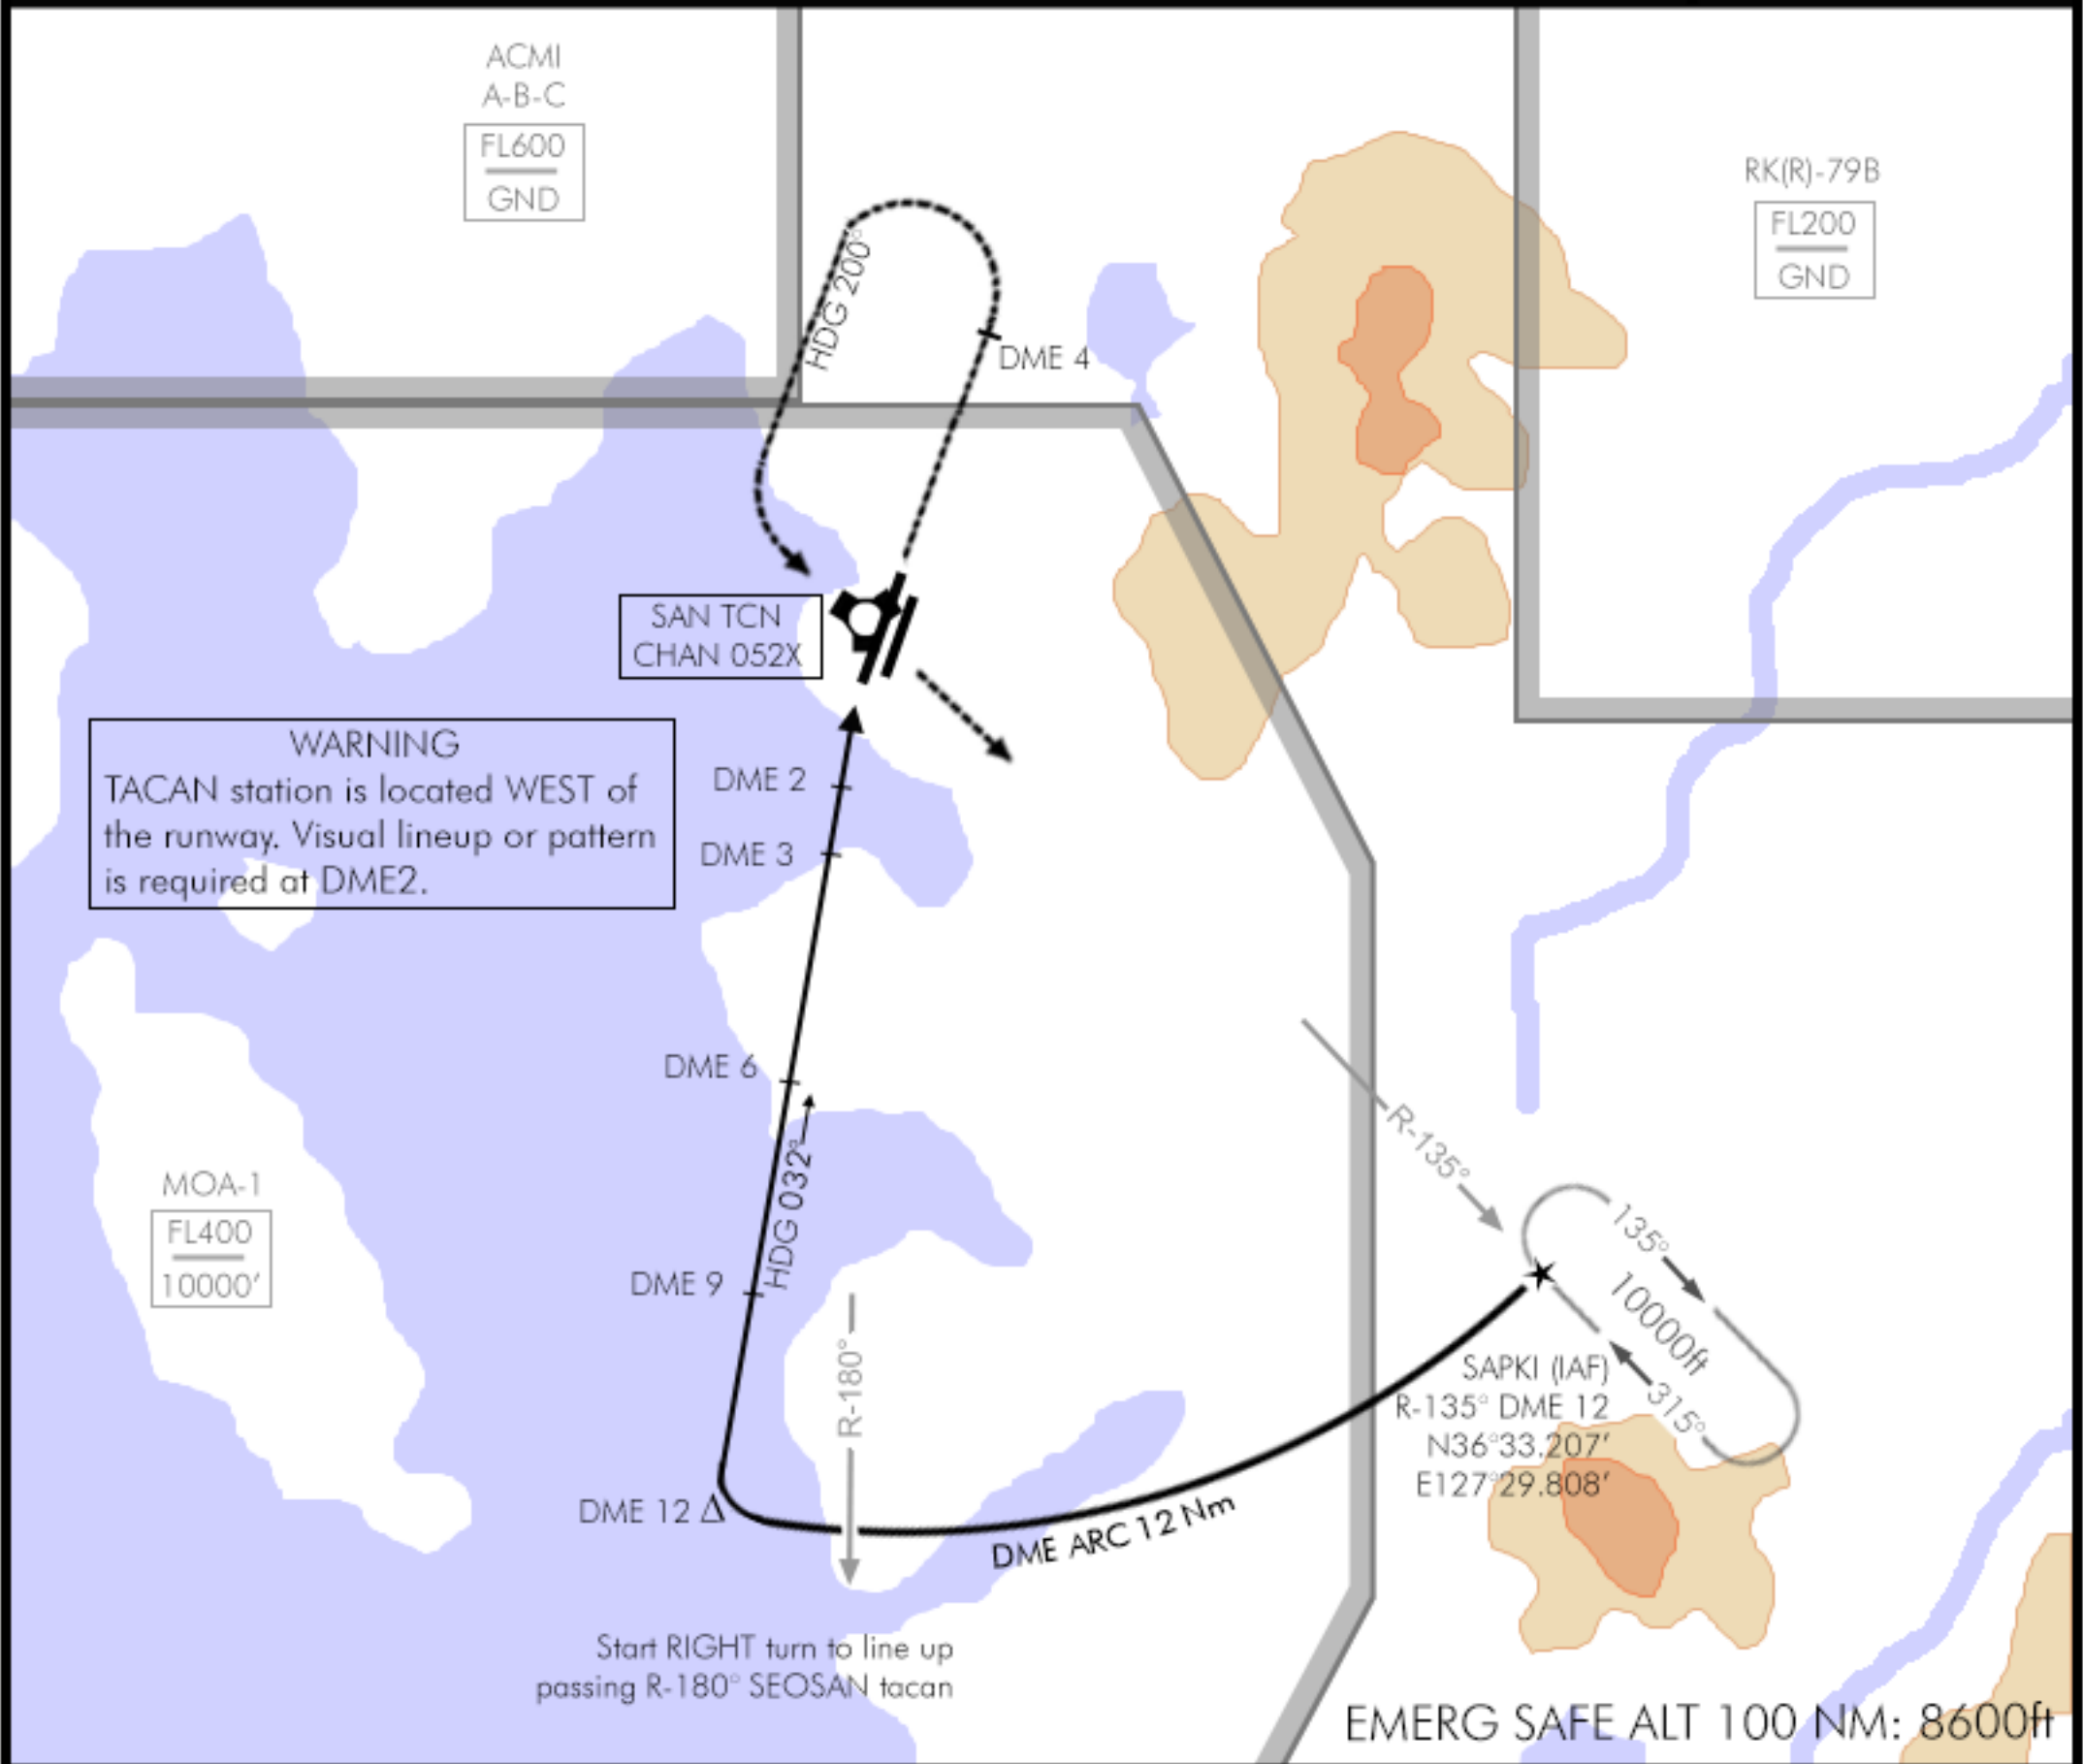 ACMI
A-B-C
FL600
GND
RK(R)-79B
FL200
GND
HDG 200°
DME 4
SAN TCN
CHAN 052X
WARNING
TACAN station is located WEST of
the runway. Visual lineup or pattern
is required at DME2.
DME 2
DME 3
DME 6
HDG 032°
DME 9
MOA-1
FL400
10000'
R-135°
135°
10000ft
315°
SAPKI (IAF)
R-135° DME 12
N36°33.207'
E127°29.808'
R-180°
DME 12
DME ARC 12 Nm
Start RIGHT turn to line up
passing R-180° SEOSAN tacan
EMERG SAFE ALT 100 NM: 8600ft